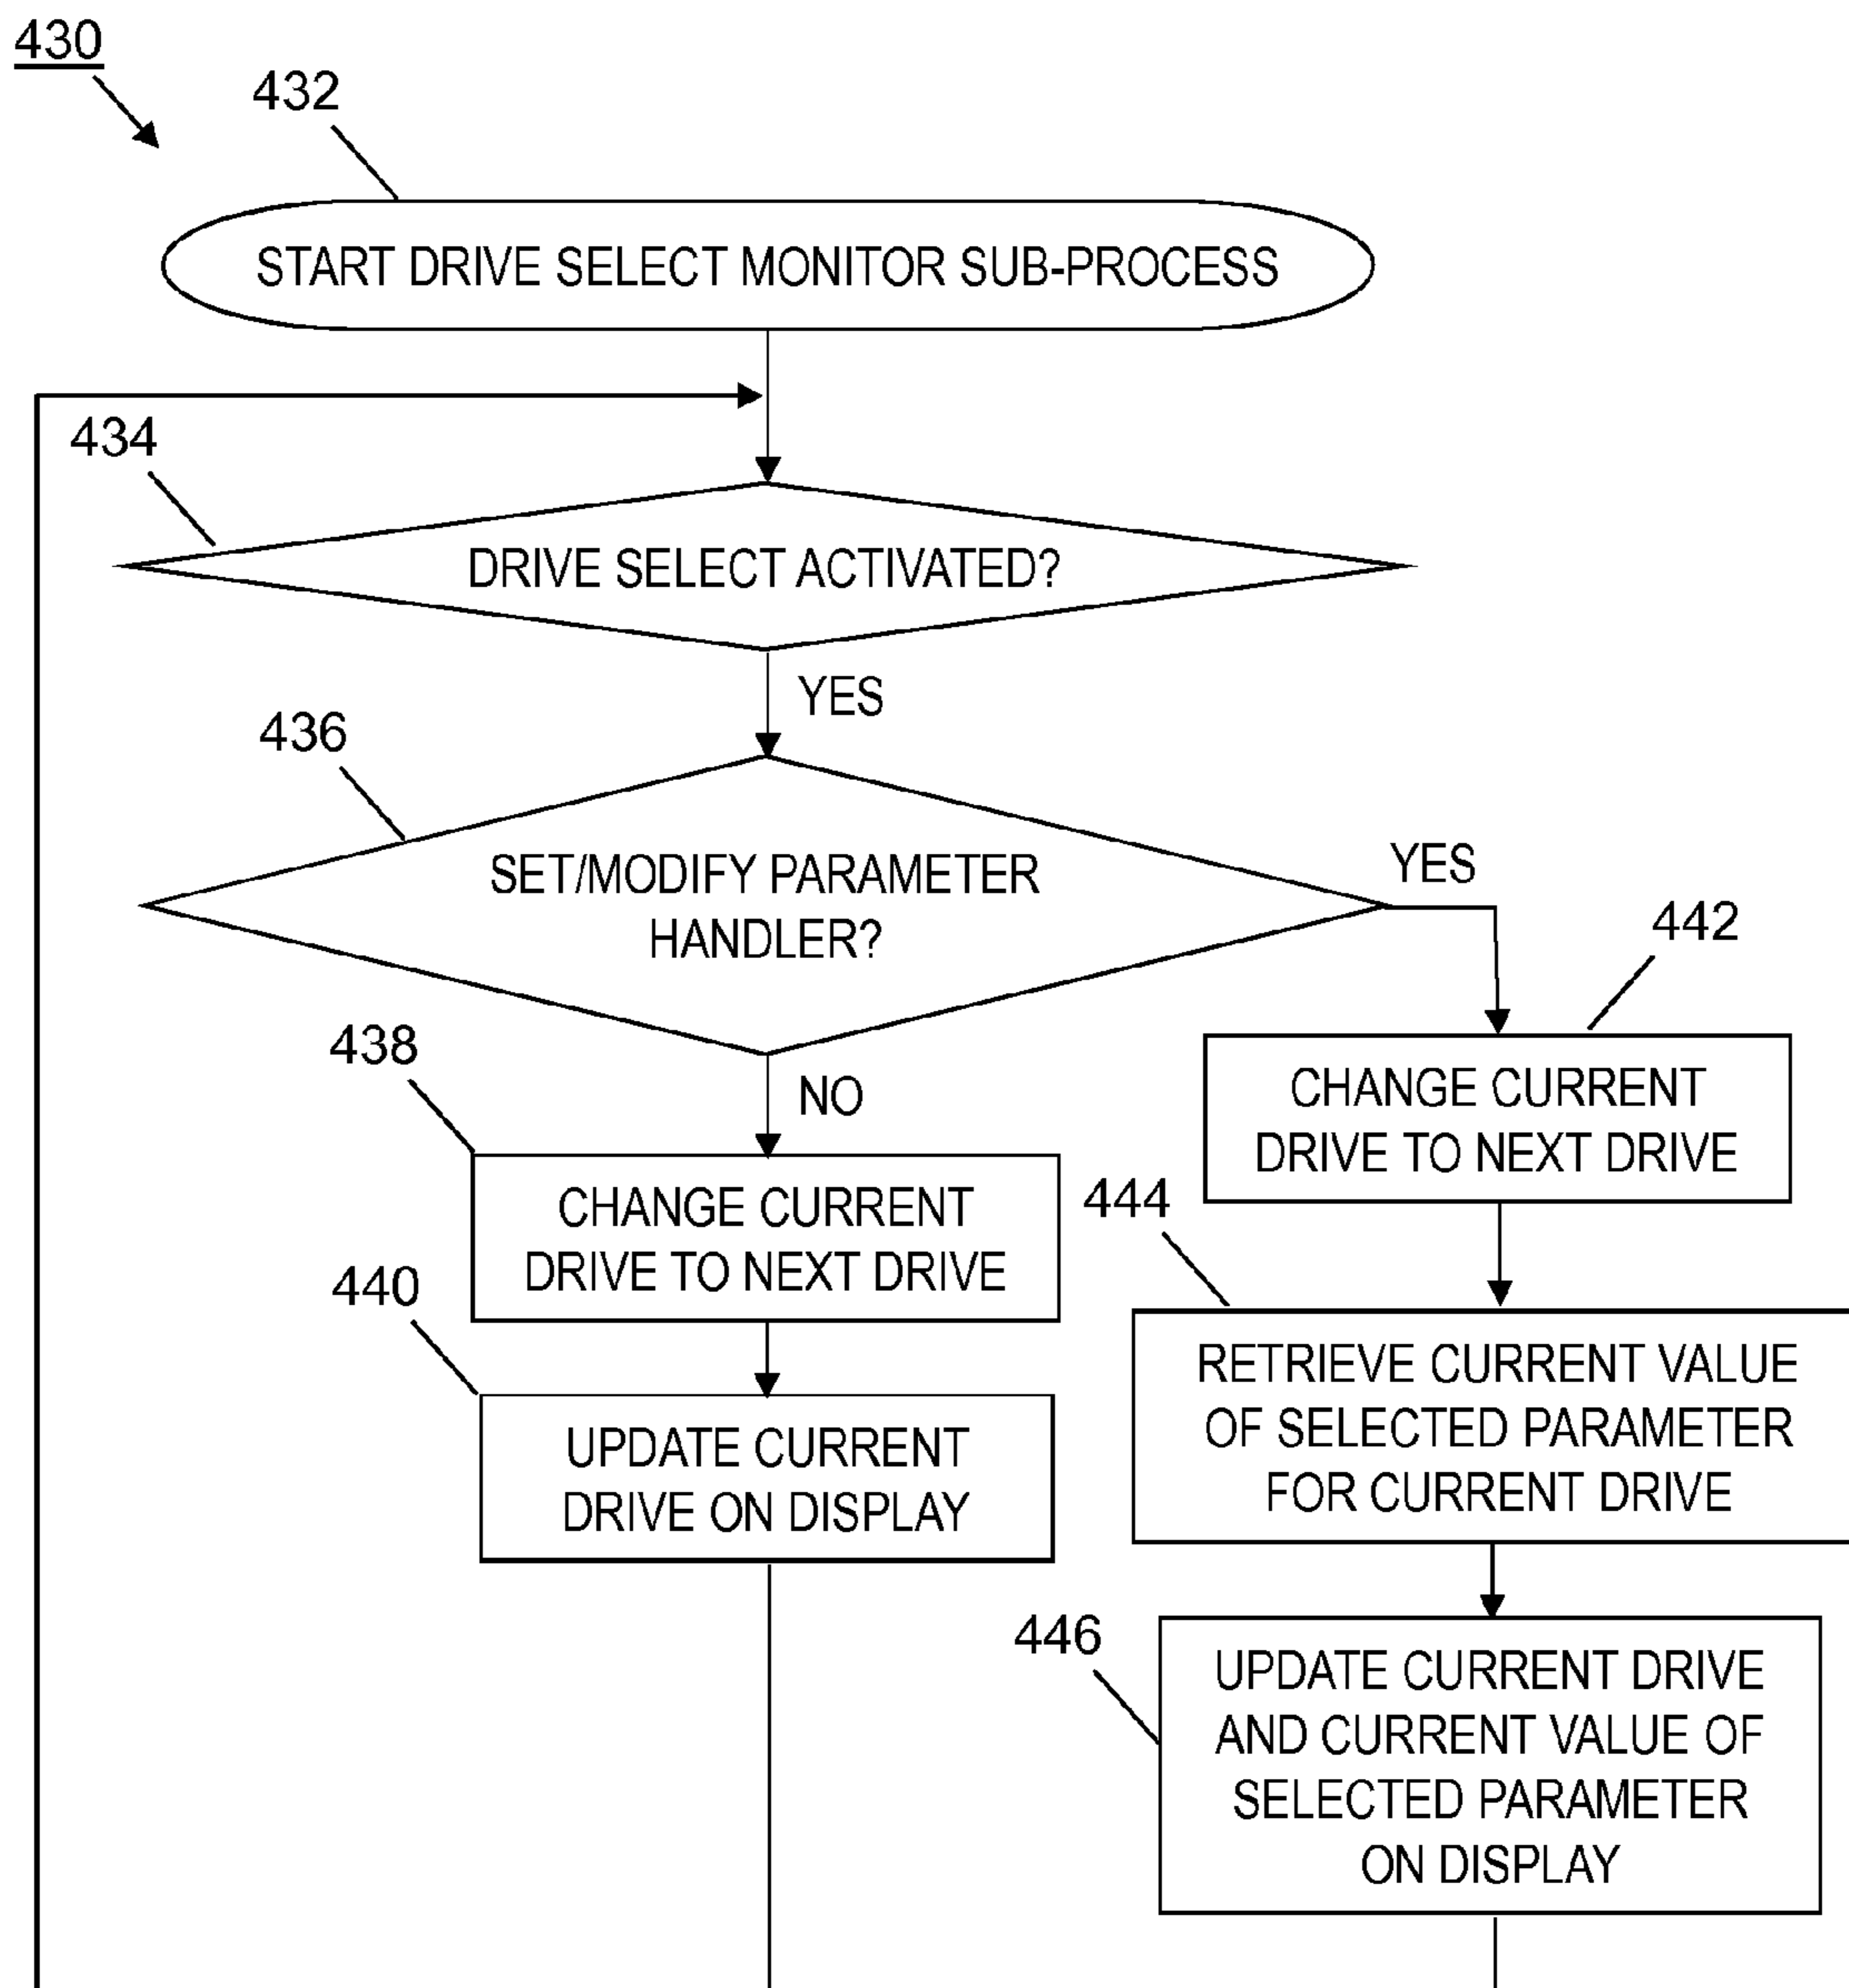 430
432
START DRIVE SELECT MONITOR SUB-PROCESS
434
DRIVE SELECT ACTIVATED?
YES
436
SET/MODIFY PARAMETER
HANDLER?
YES
442
438
NO
CHANGE CURRENT
DRIVE TO NEXT DRIVE
444
CHANGE CURRENT
DRIVE TO NEXT DRIVE
440
RETRIEVE CURRENT VALUE
OF SELECTED PARAMETER
FOR CURRENT DRIVE
UPDATE CURRENT
DRIVE ON DISPLAY
446
UPDATE CURRENT DRIVE
AND CURRENT VALUE OF
SELECTED PARAMETER
ON DISPLAY